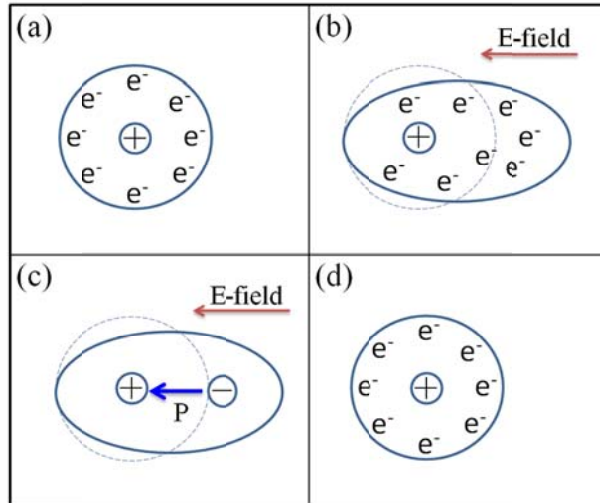 (a)
e⁻ e⁻ e⁻
e⁻ + e⁻
e⁻ e⁻ e⁻
(b)
E-field
e⁻ e⁻ e⁻
+ e⁻
e⁻ e⁻ e⁻ e⁻
(c)
E-field
+ −
P
(d)
e⁻ e⁻ e⁻
e⁻ + e⁻
e⁻ e⁻ e⁻